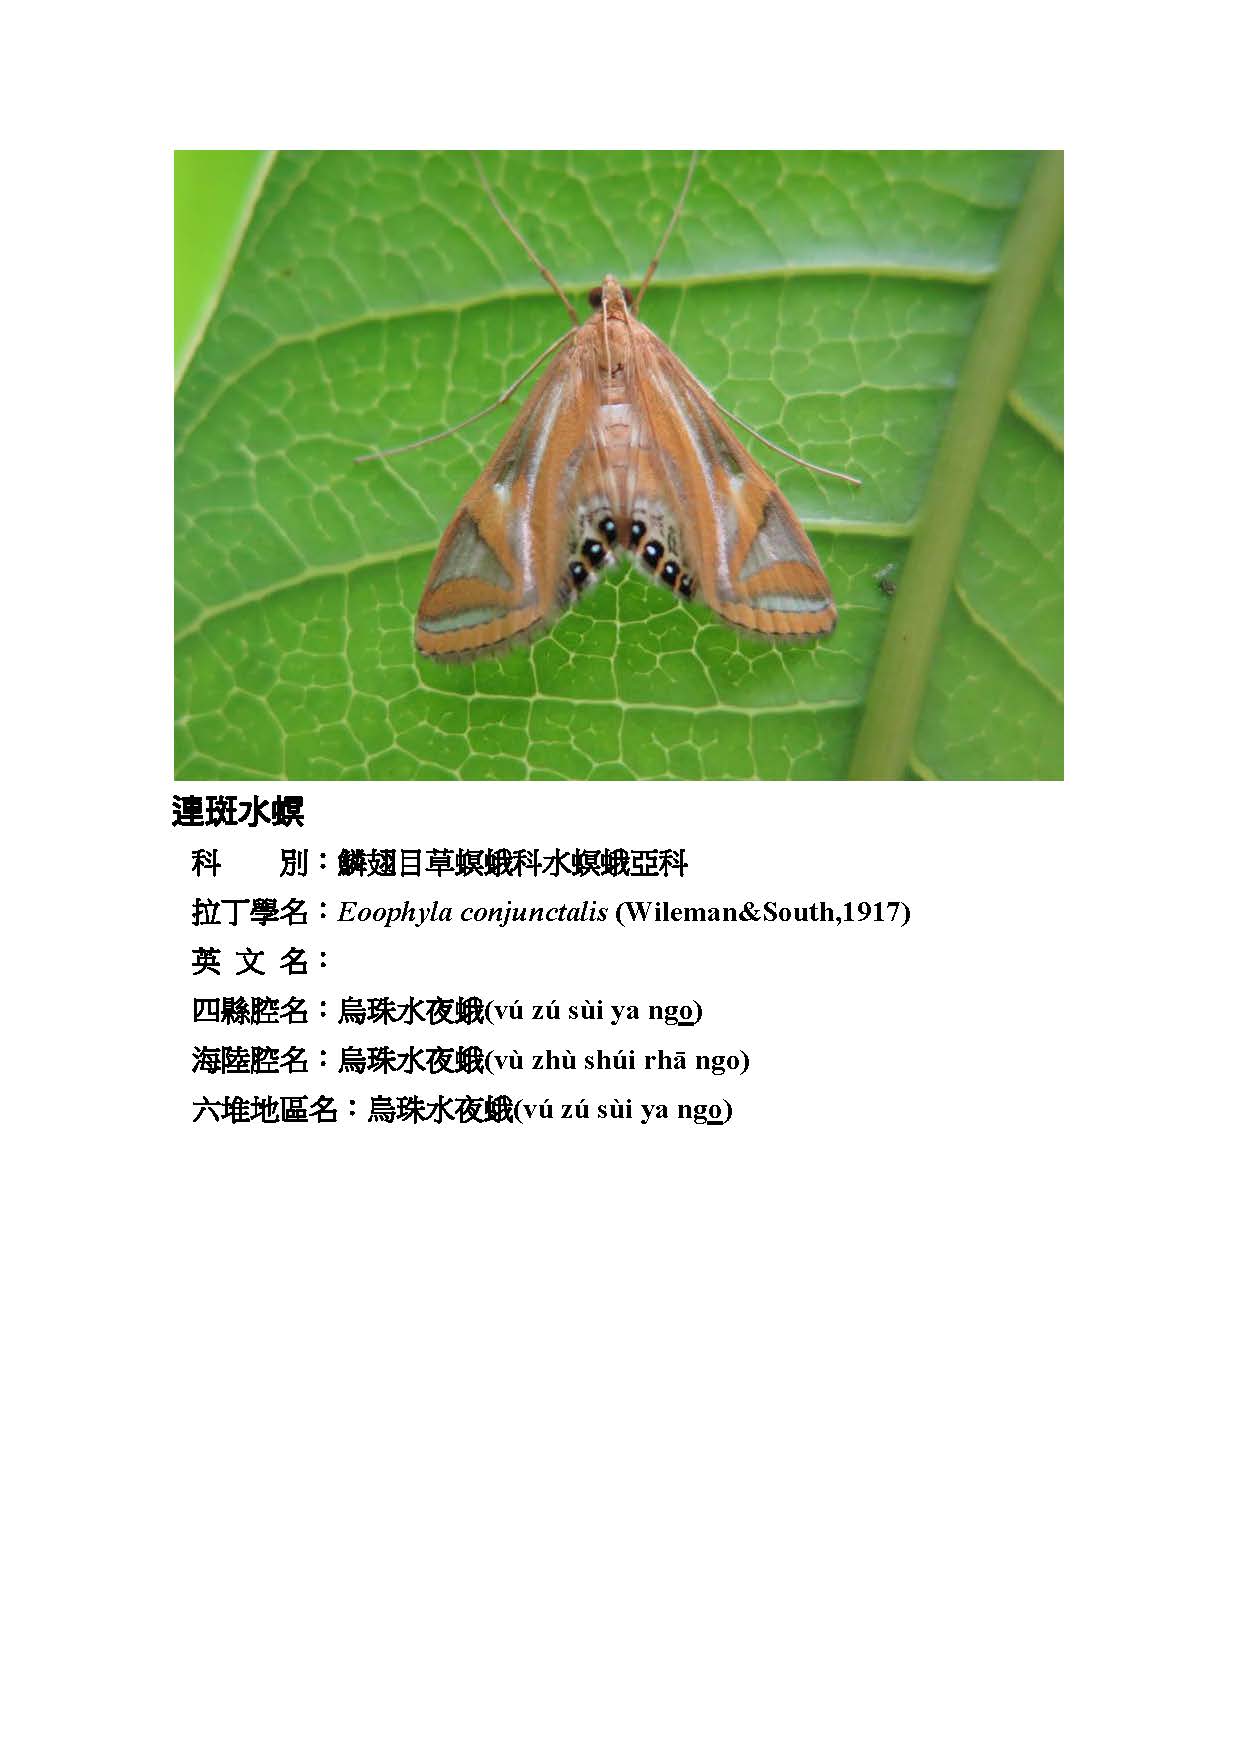 連斑水螟
科　　別：鱗翅目草螟蛾科水螟蛾亞科
拉丁學名：Eoophyla conjunctalis (Wileman&South,1917)
英 文 名：
四縣腔名：烏珠水夜蛾(vú zú sùi ya ngo)
海陸腔名：烏珠水夜蛾(vù zhù shúi rhā ngo)
六堆地區名：烏珠水夜蛾(vú zú sùi ya ngo)